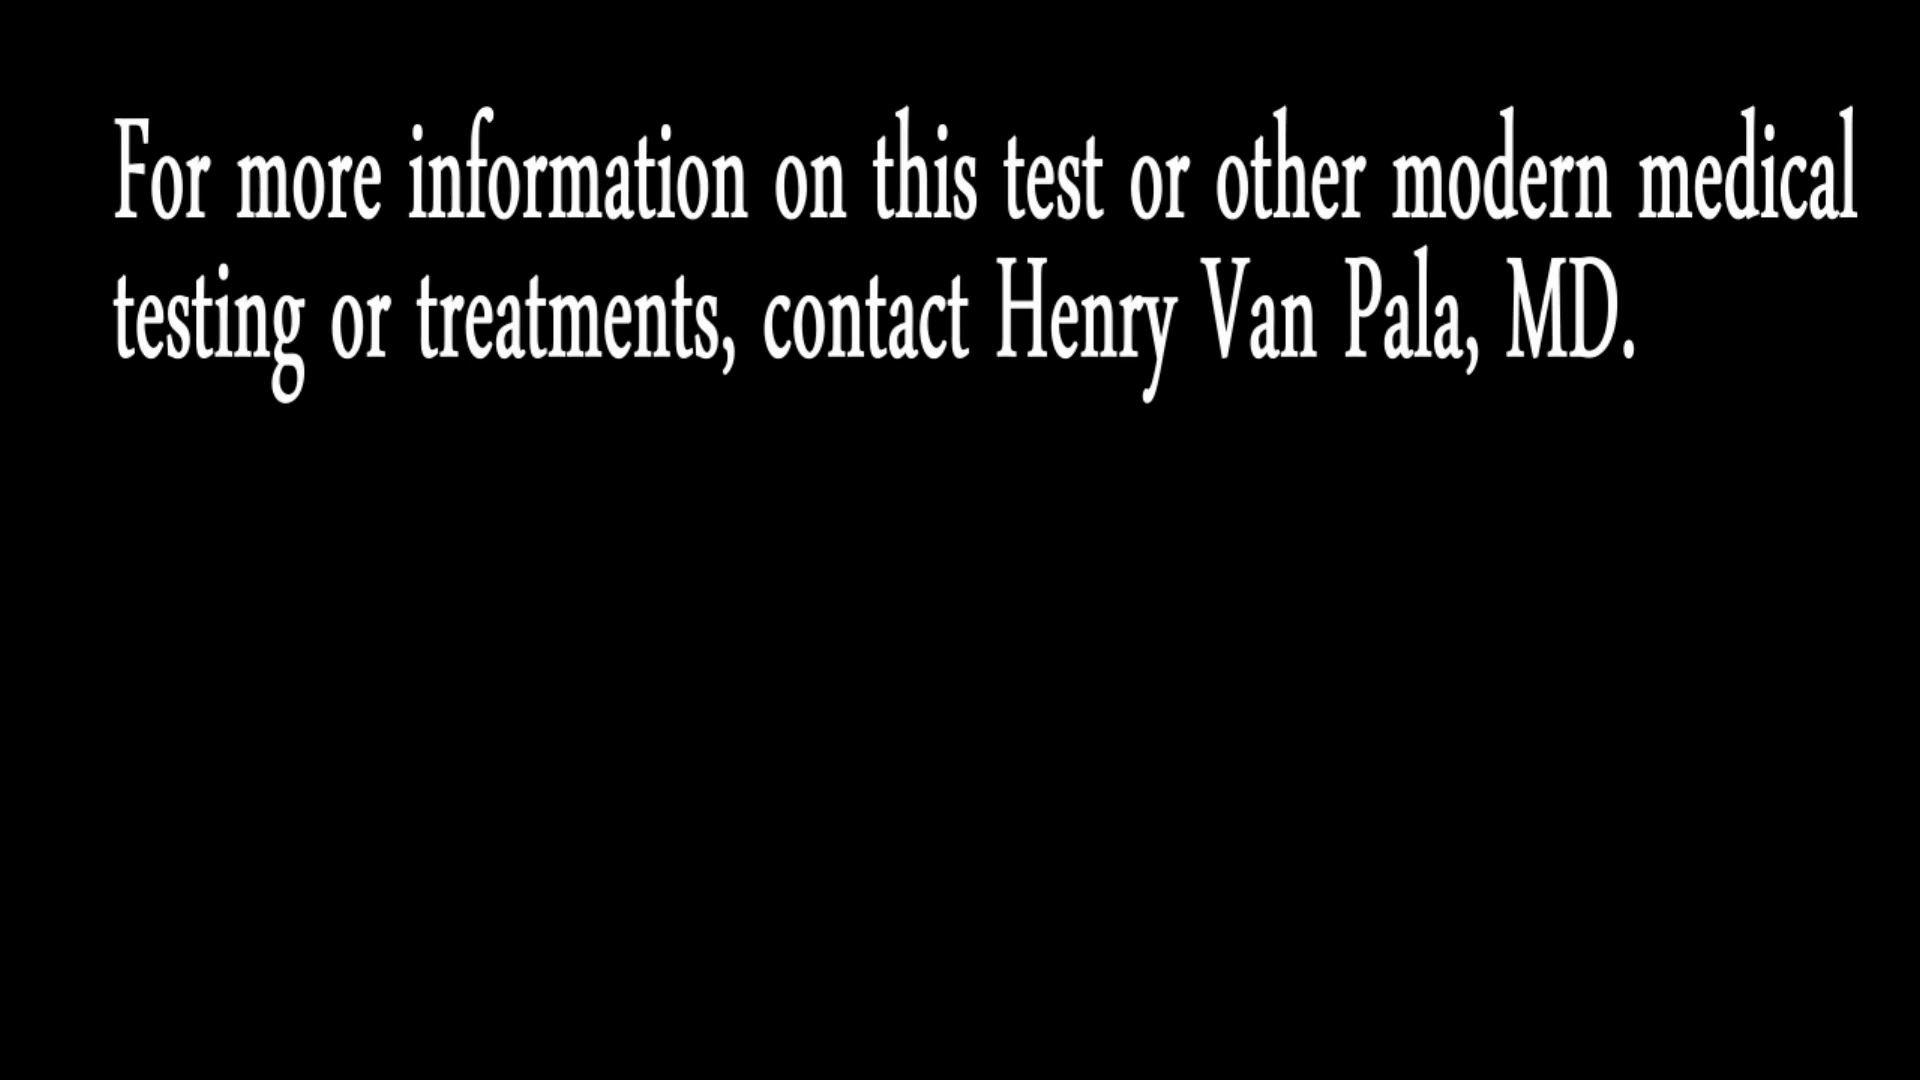 For more information on this test or other modern medical
testing or treatments, contact Henry Van Pala, MD.